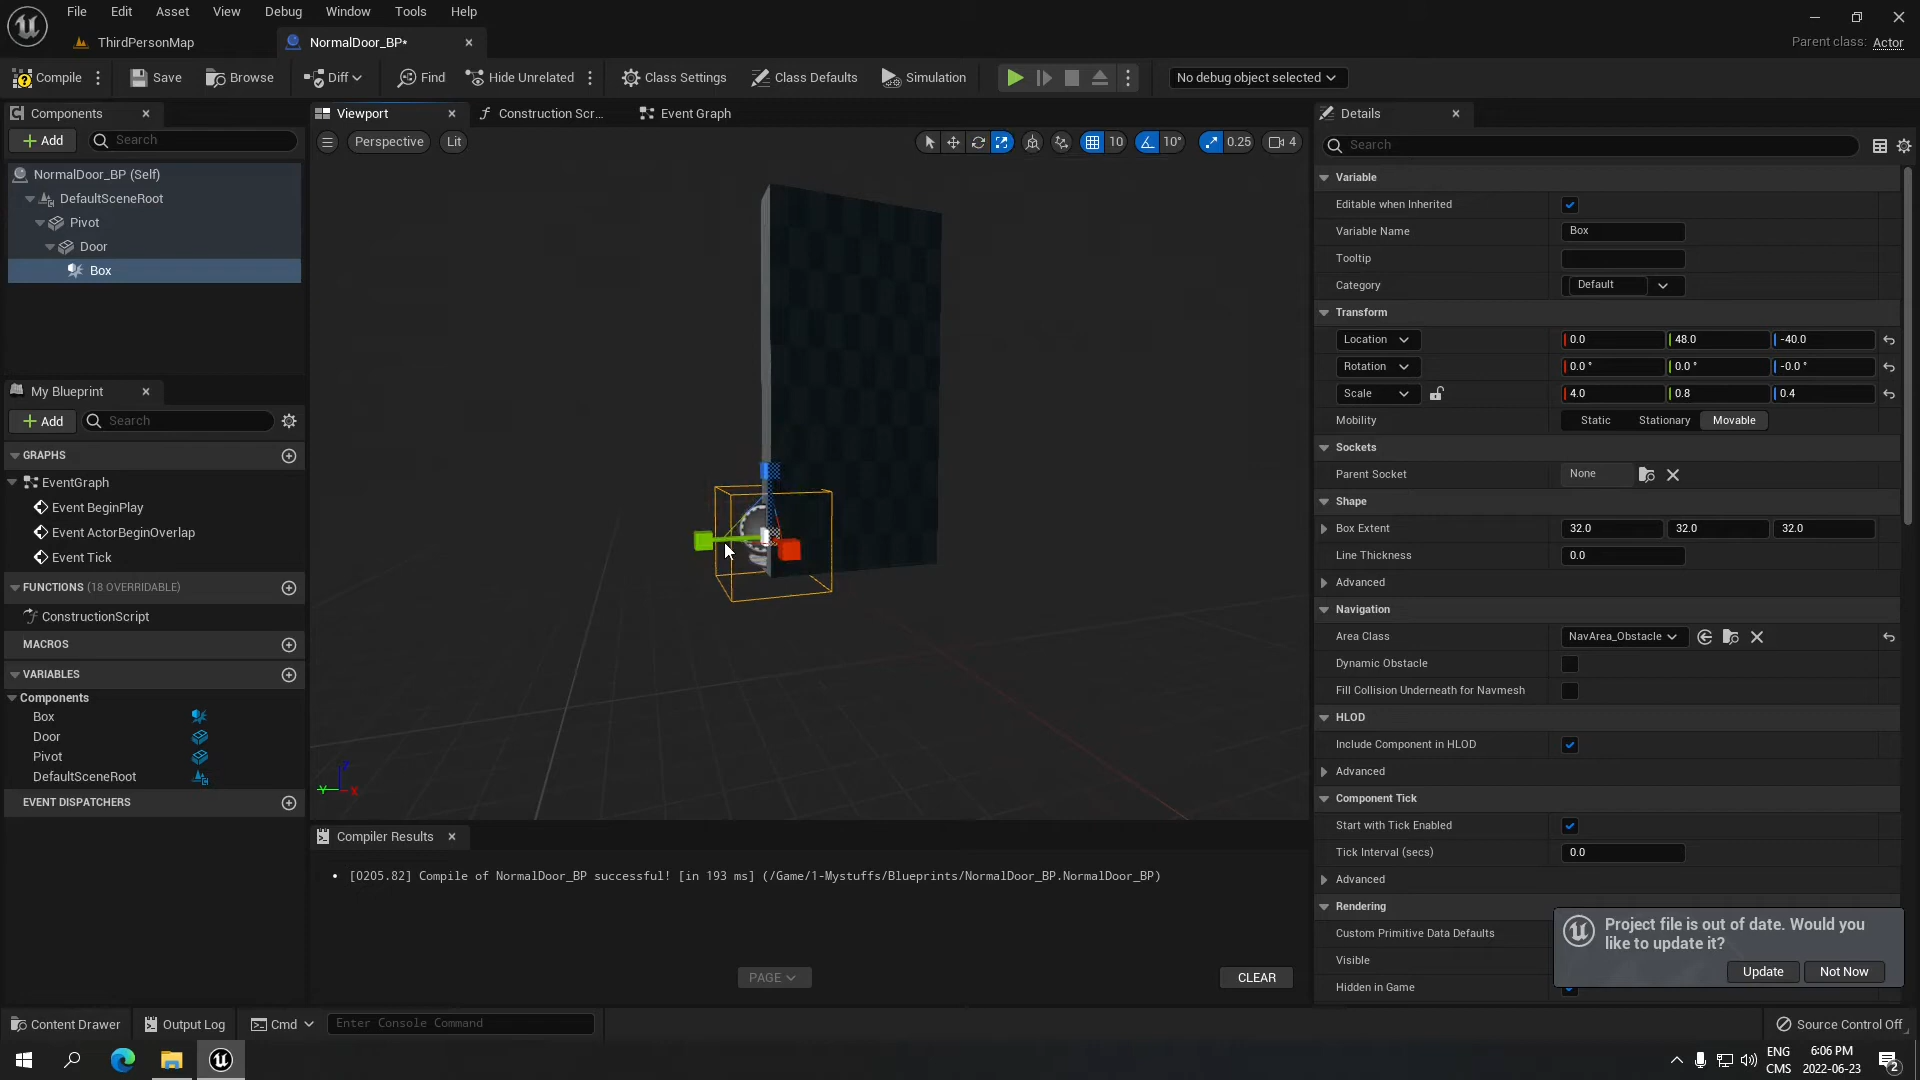 File Edit Asset View Debug Window Tools Help
ThirdPersonMap NormalDoor_BP* Parent class: Actor
Compile Save Browse Diff Find Hide Unrelated Class Settings Class Defaults Simulation No debug object selected
Components Viewport Construction Scr... Event Graph Details
Add Search Perspective Lit 10 10° 0.25 4 Search
NormalDoor_BP (Self)
DefaultSceneRoot
Pivot
Door
Box
My Blueprint
Add Search
GRAPHS
EventGraph
Event BeginPlay
Event ActorBeginOverlap
Event Tick
FUNCTIONS (18 OVERRIDABLE)
ConstructionScript
MACROS
VARIABLES
Components
Box
Door
Pivot
DefaultSceneRoot
EVENT DISPATCHERS
Z
Y X
Compiler Results
• [0205.82] Compile of NormalDoor_BP successful! [in 193 ms] (/Game/1-Mystuffs/Blueprints/NormalDoor_BP.NormalDoor_BP)
PAGE CLEAR
Variable
Editable when Inherited
Variable Name Box
Tooltip
Category Default
Transform
Location 0.0 48.0 -40.0
Rotation 0.0 ° 0.0 ° -0.0 °
Scale 4.0 0.8 0.4
Mobility Static Stationary Movable
Sockets
Parent Socket None
Shape
Box Extent 32.0 32.0 32.0
Line Thickness 0.0
Advanced
Navigation
Area Class NavArea_Obstacle
Dynamic Obstacle
Fill Collision Underneath for Navmesh
HLOD
Include Component in HLOD
Advanced
Component Tick
Start with Tick Enabled
Tick Interval (secs) 0.0
Advanced
Rendering
Custom Primitive Data Defaults
Visible
Hidden in Game
Project file is out of date. Would you
like to update it?
Update Not Now
Content Drawer Output Log Cmd Enter Console Command Source Control Off
ENG
CMS
6:06 PM
2022-06-23
2